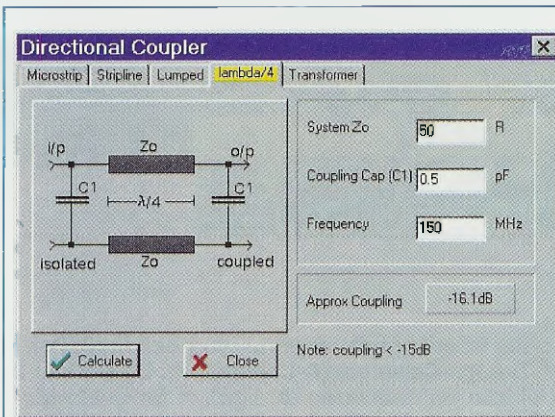 Directional Coupler
Microstrip Stripline Lumped lambda/4 Transformer
i/p Zo o/p
C1 λ/4 C1
isolated Zo coupled
System Zo 50 R
Coupling Cap (C1) 0.5 pF
Frequency 150 MHz
Approx Coupling -16.1dB
Calculate Close
Note: coupling < -15dB